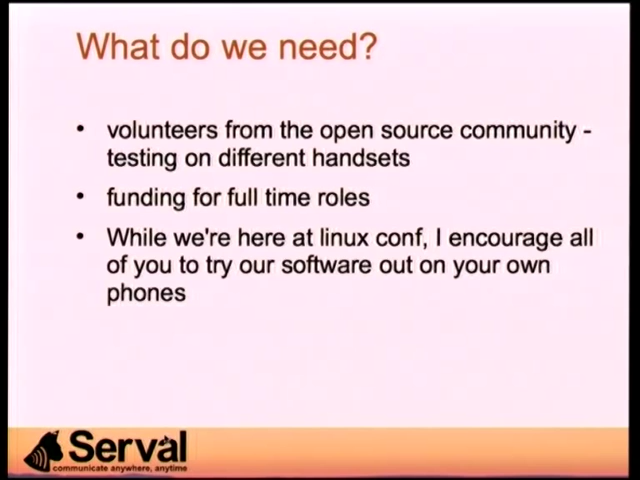 What do we need?
• volunteers from the open source community -
testing on different handsets
• funding for full time roles
• While we're here at linux conf, I encourage all
of you to try our software out on your own
phones
Serval
communicate anywhere, anytime